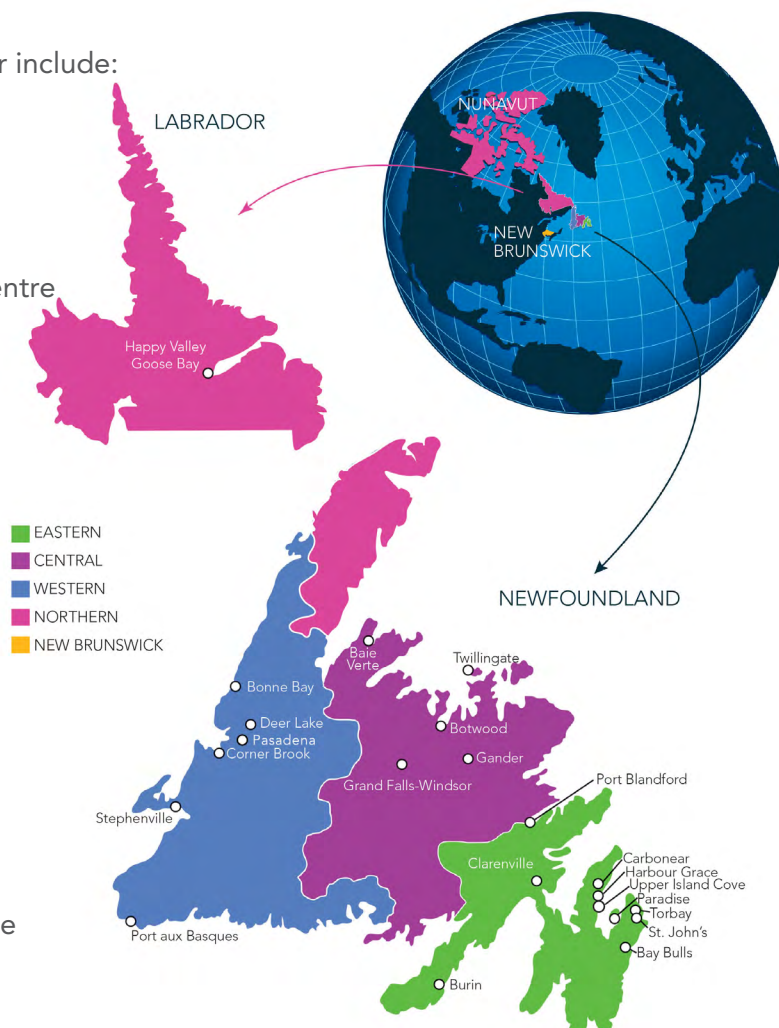 r include:
LABRADOR
NUNAVUT
NEW
BRUNSWICK
entre
Happy Valley
Goose Bay
EASTERN
CENTRAL
WESTERN
NORTHERN
NEW BRUNSWICK
NEWFOUNDLAND
Baie
Verte
Twillingate
Bonne Bay
Deer Lake
Botwood
Pasadena
Corner Brook
Gander
Grand Falls-Windsor
Port Blandford
Stephenville
Clarenville
Carbonear
Harbour Grace
Upper Island Cove
Paradise
Torbay
St. John's
e
Port aux Basques
Bay Bulls
Burin